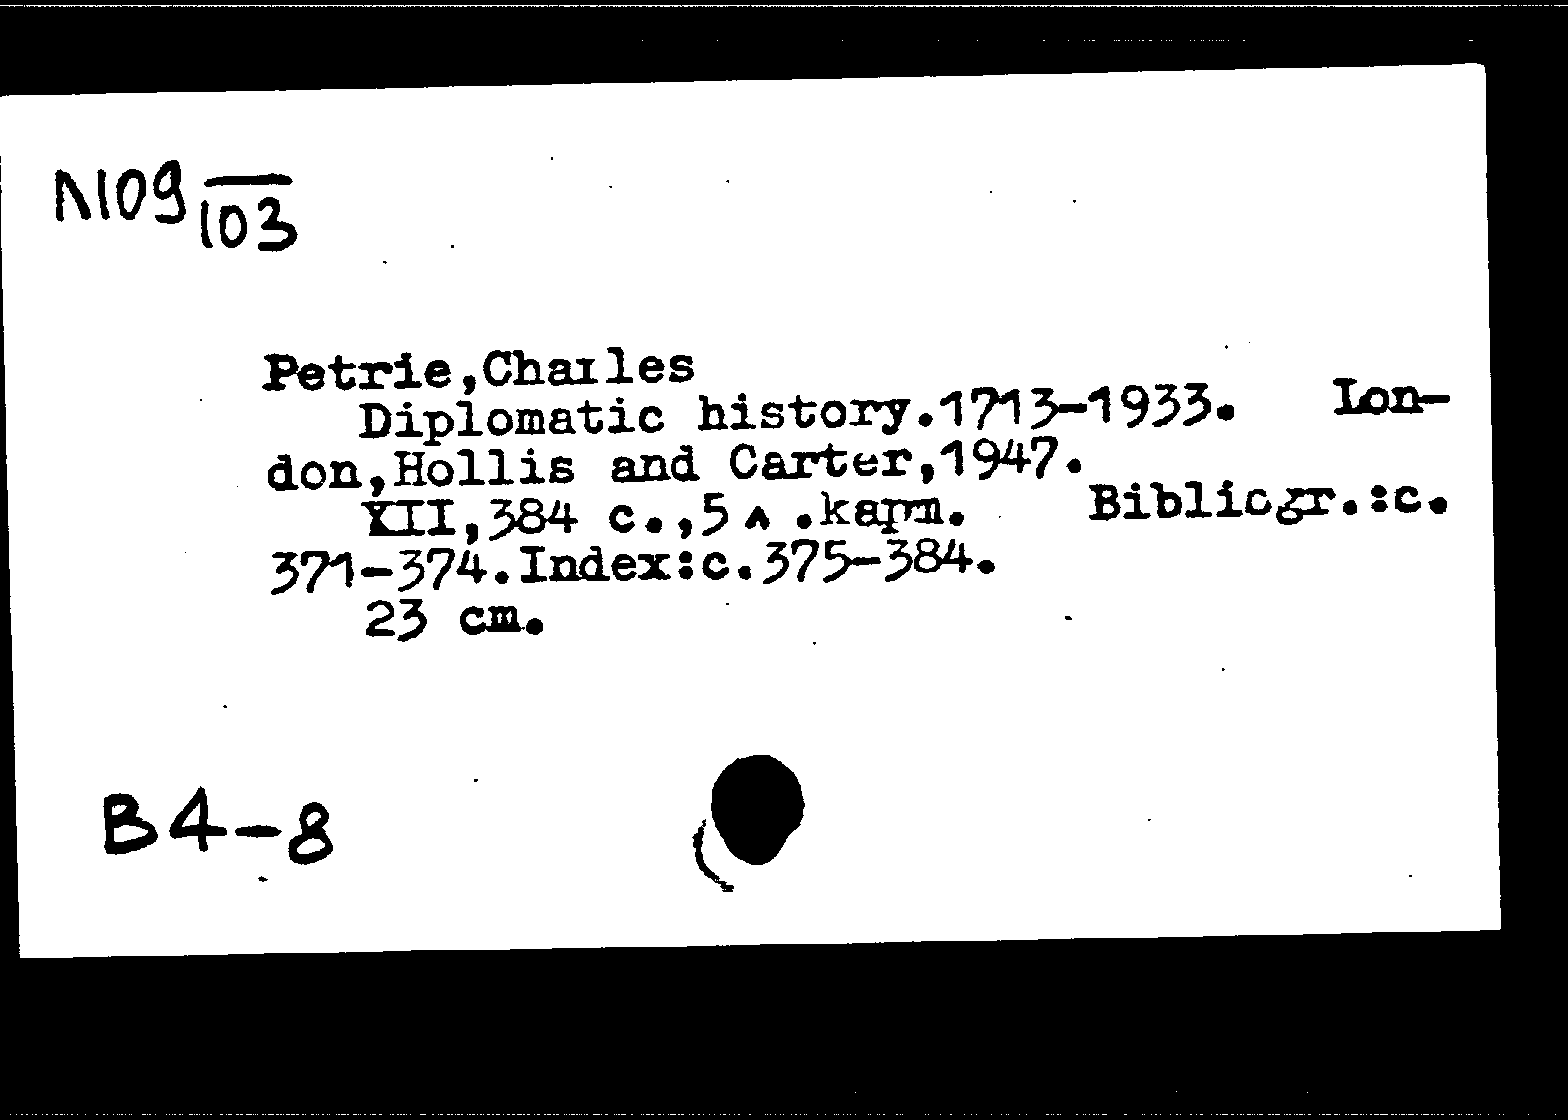 N109 103
Petrie,Charles
Diplomatic history.1713-1933. Lon-
don,Hollis and Carter,1947.
XII,384 c.,5 л.карт. Bibliogr.:c.
371-374.Index:c.375-384.
23 cm.
B4-8